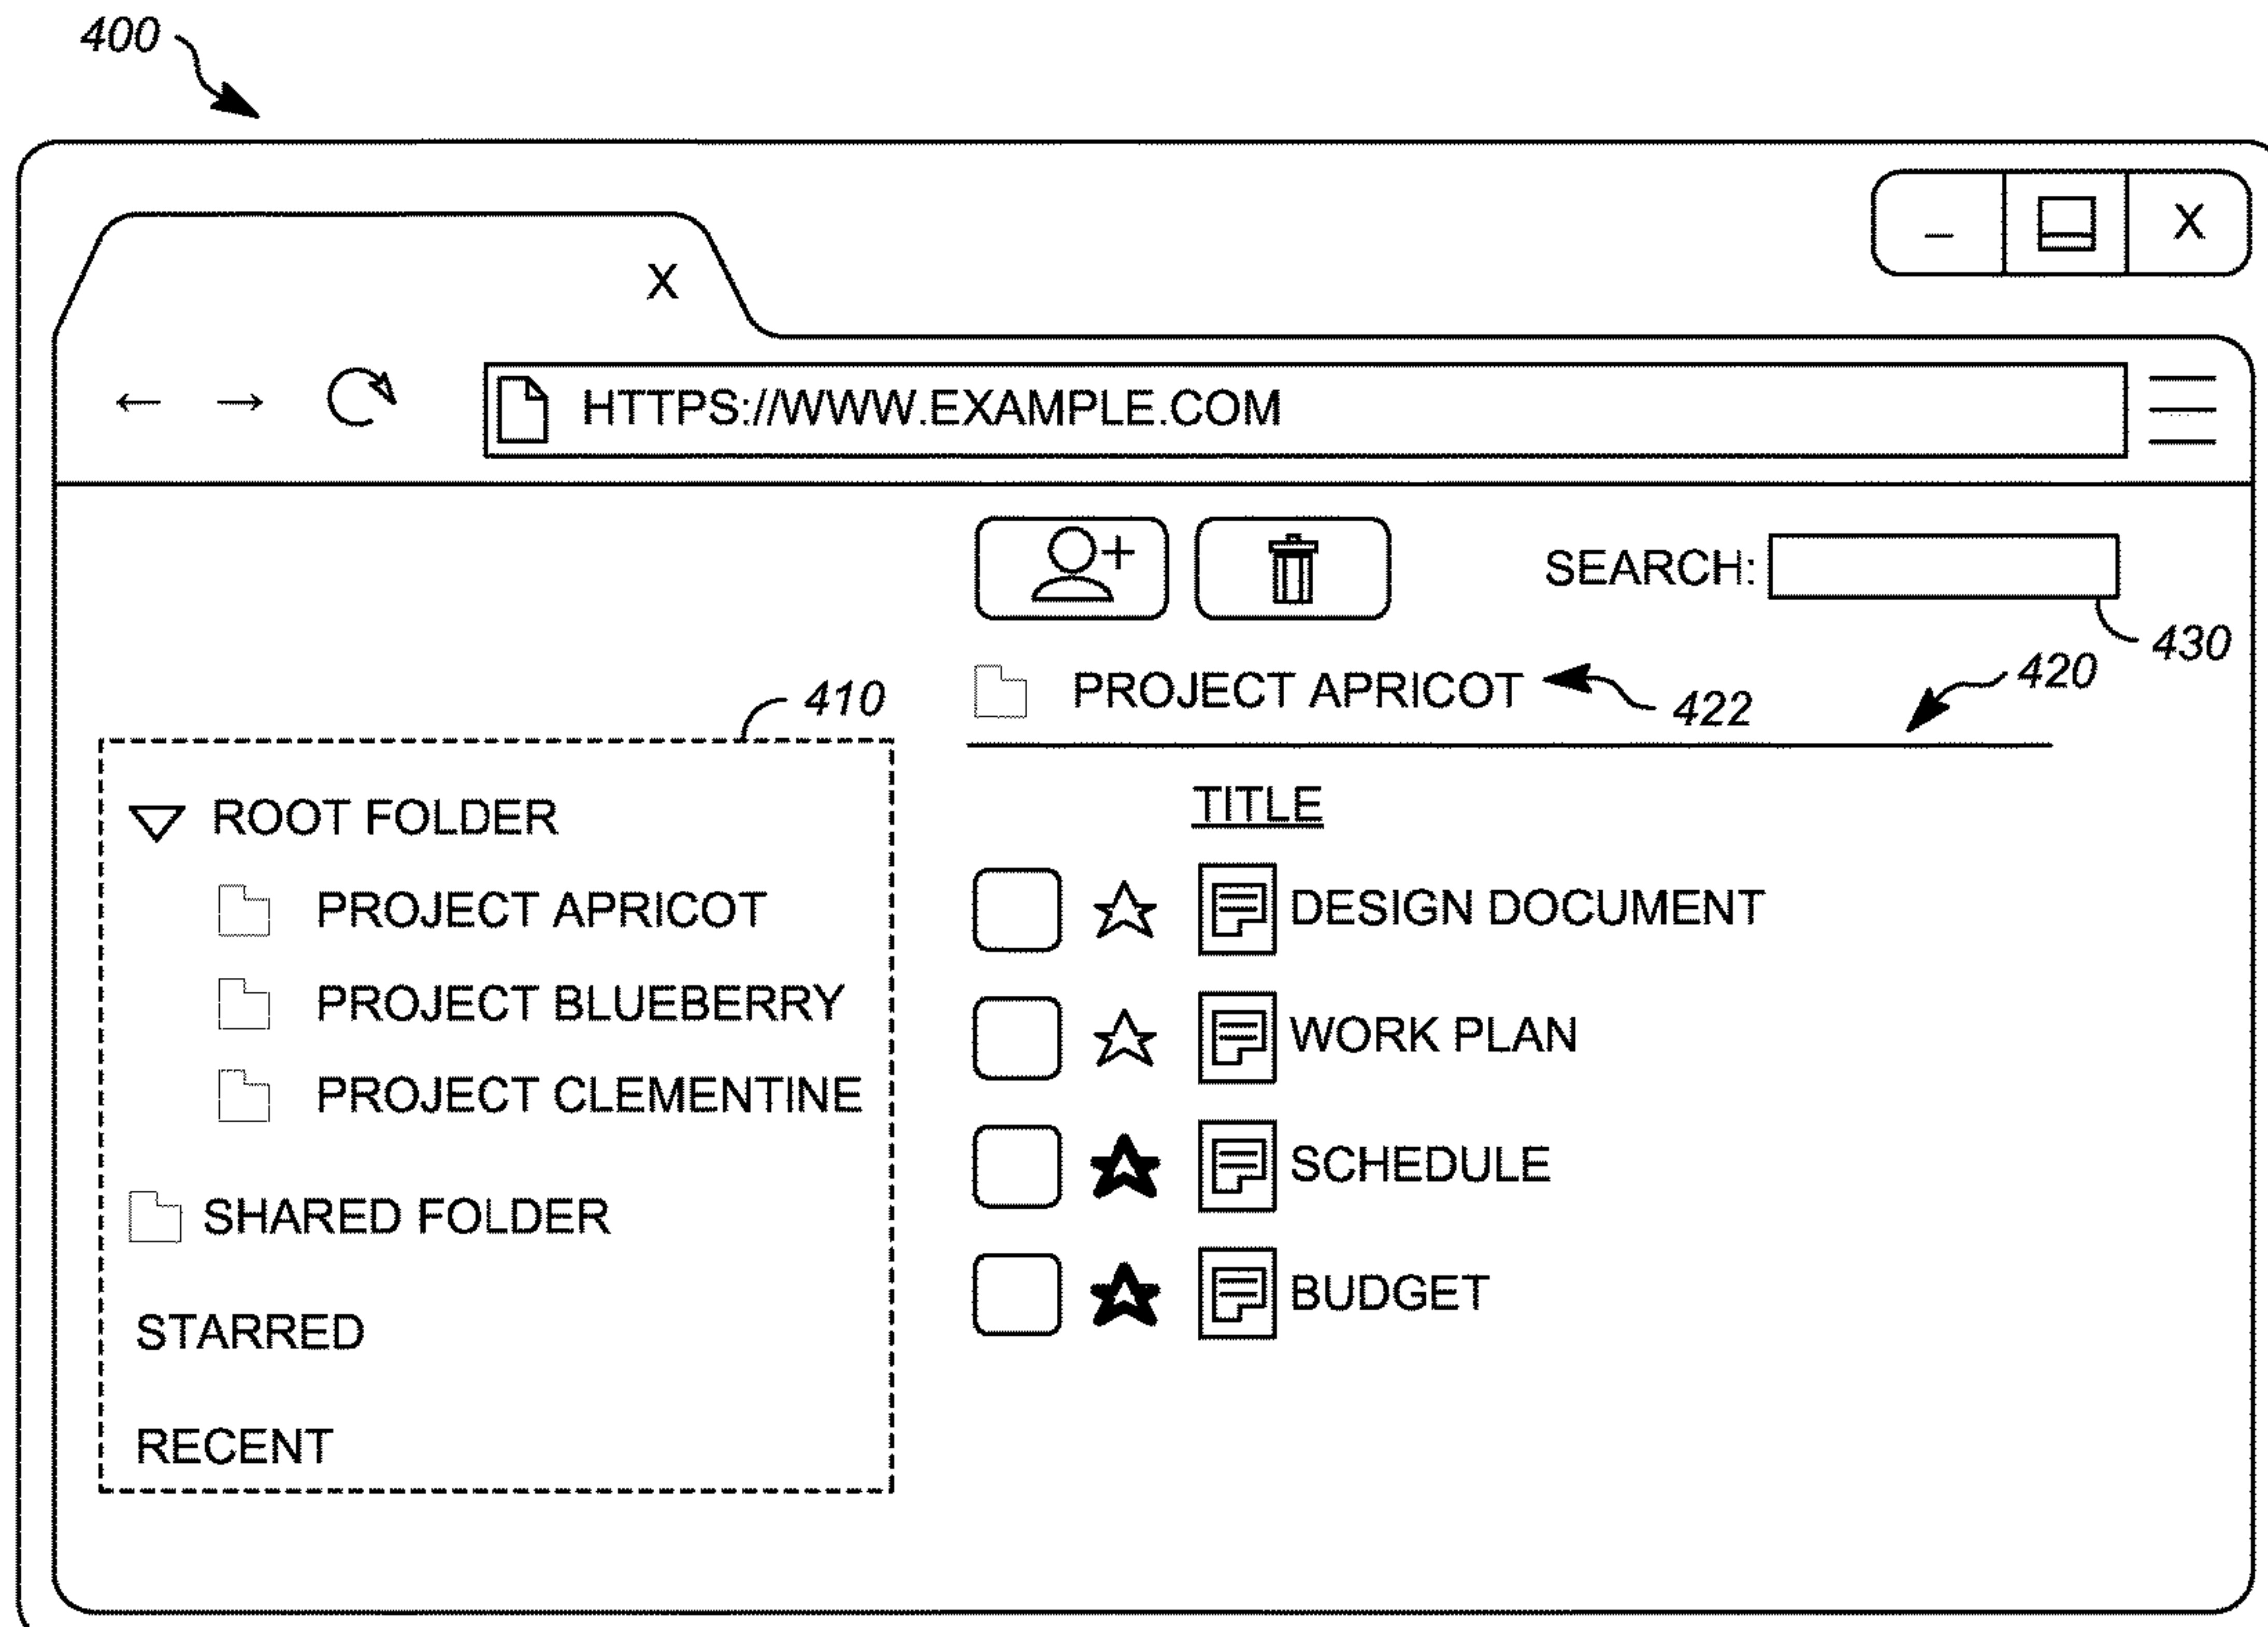 400
X
_ X
← → HTTPS://WWW.EXAMPLE.COM
SEARCH:
430
PROJECT APRICOT
422
420
410
ROOT FOLDER
PROJECT APRICOT
PROJECT BLUEBERRY
PROJECT CLEMENTINE
SHARED FOLDER
STARRED
RECENT
TITLE
DESIGN DOCUMENT
WORK PLAN
SCHEDULE
BUDGET